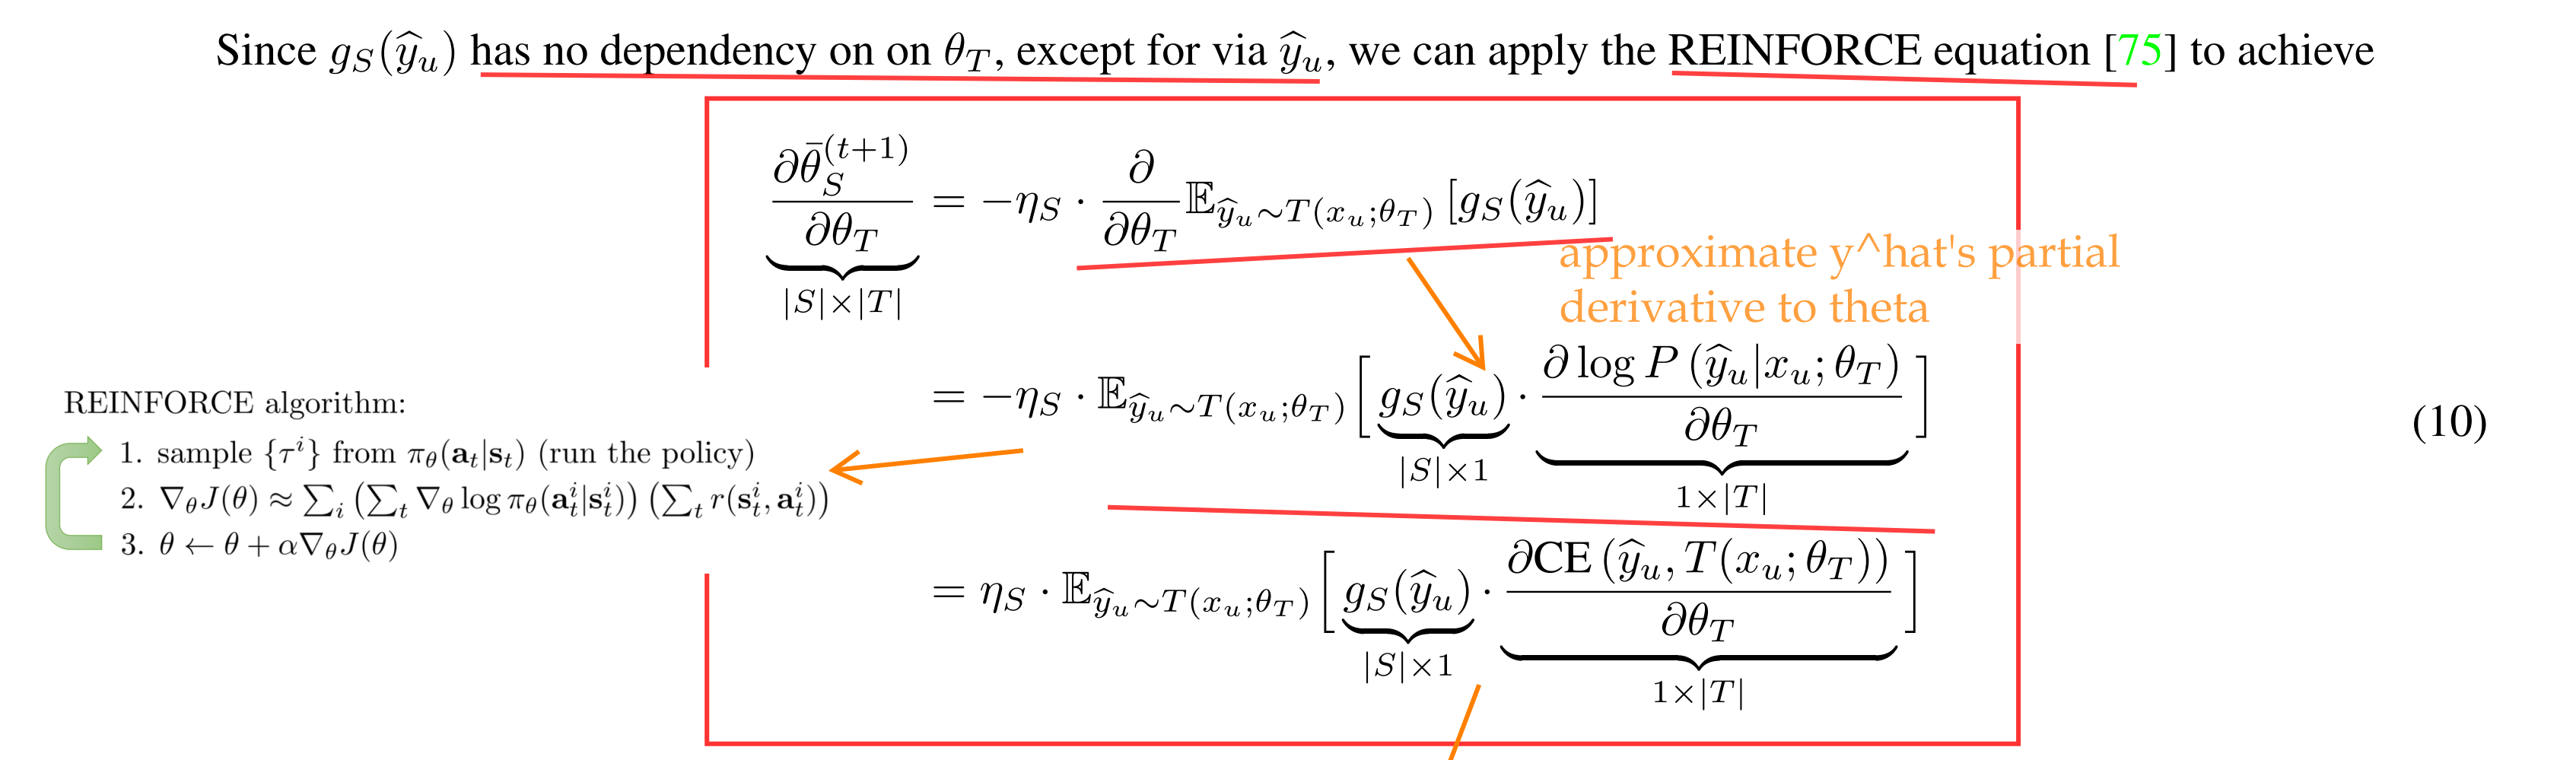 Since $g_S(\widehat{y}_u)$ has no dependency on on $\theta_T$, except for via $\widehat{y}_u$, we can apply the REINFORCE equation [75] to achieve
$\underbrace{\frac{\partial \bar{\theta}_S^{(t+1)}}{\partial \theta_T}}_{|S| \times |T|} = -\eta_S \cdot \frac{\partial}{\partial \theta_T} \mathbb{E}_{\widehat{y}_u \sim T(x_u; \theta_T)} [g_S(\widehat{y}_u)]$
approximate y^hat's partial
derivative to theta
$= -\eta_S \cdot \mathbb{E}_{\widehat{y}_u \sim T(x_u; \theta_T)} \Big[ \underbrace{g_S(\widehat{y}_u)}_{|S| \times 1} \cdot \underbrace{\frac{\partial \log P(\widehat{y}_u | x_u; \theta_T)}{\partial \theta_T}}_{1 \times |T|} \Big]$
(10)
REINFORCE algorithm:
1. sample $\{\tau^i\}$ from $\pi_\theta(\mathbf{a}_t|\mathbf{s}_t)$ (run the policy)
2. $\nabla_\theta J(\theta) \approx \sum_i \left( \sum_t \nabla_\theta \log \pi_\theta(\mathbf{a}_t^i|\mathbf{s}_t^i) \right) \left( \sum_t r(\mathbf{s}_t^i, \mathbf{a}_t^i) \right)$
3. $\theta \leftarrow \theta + \alpha \nabla_\theta J(\theta)$
$= \eta_S \cdot \mathbb{E}_{\widehat{y}_u \sim T(x_u; \theta_T)} \Big[ \underbrace{g_S(\widehat{y}_u)}_{|S| \times 1} \cdot \underbrace{\frac{\partial \text{CE}(\widehat{y}_u, T(x_u; \theta_T))}{\partial \theta_T}}_{1 \times |T|} \Big]$